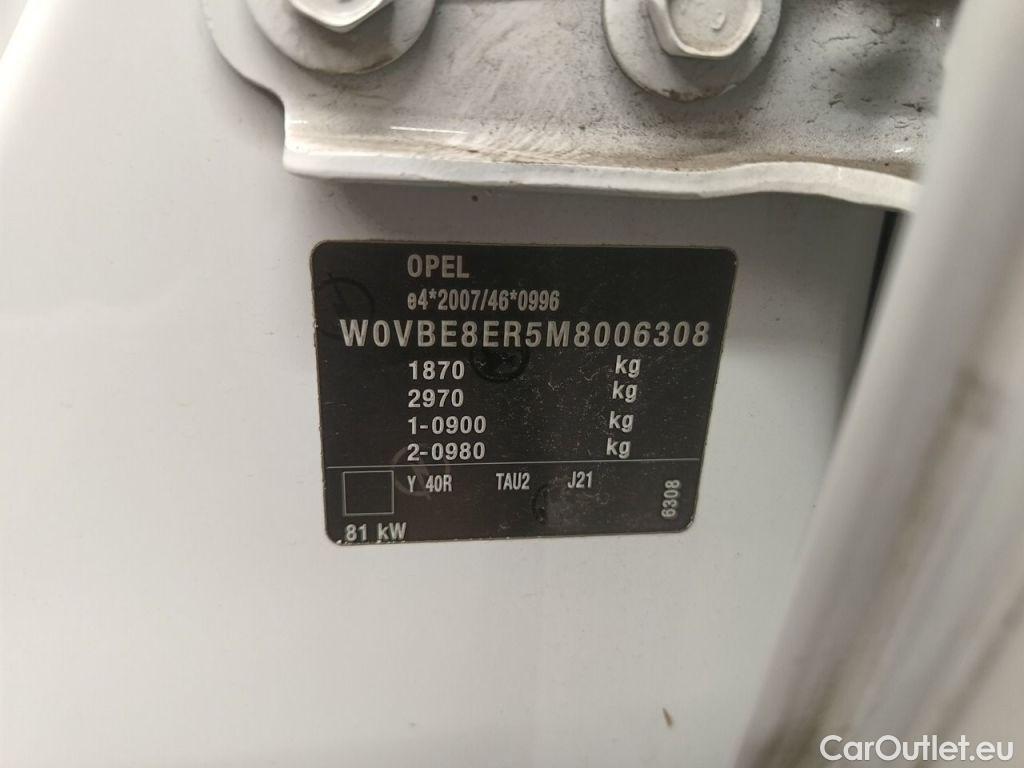 OPEL
e4*2007/46*0996
W0VBE8ER5M8006308
1870 kg
2970 kg
1-0900 kg
2-0980 kg
Y 40R TAU2 J21
6308
81 kW
CarOutlet.eu